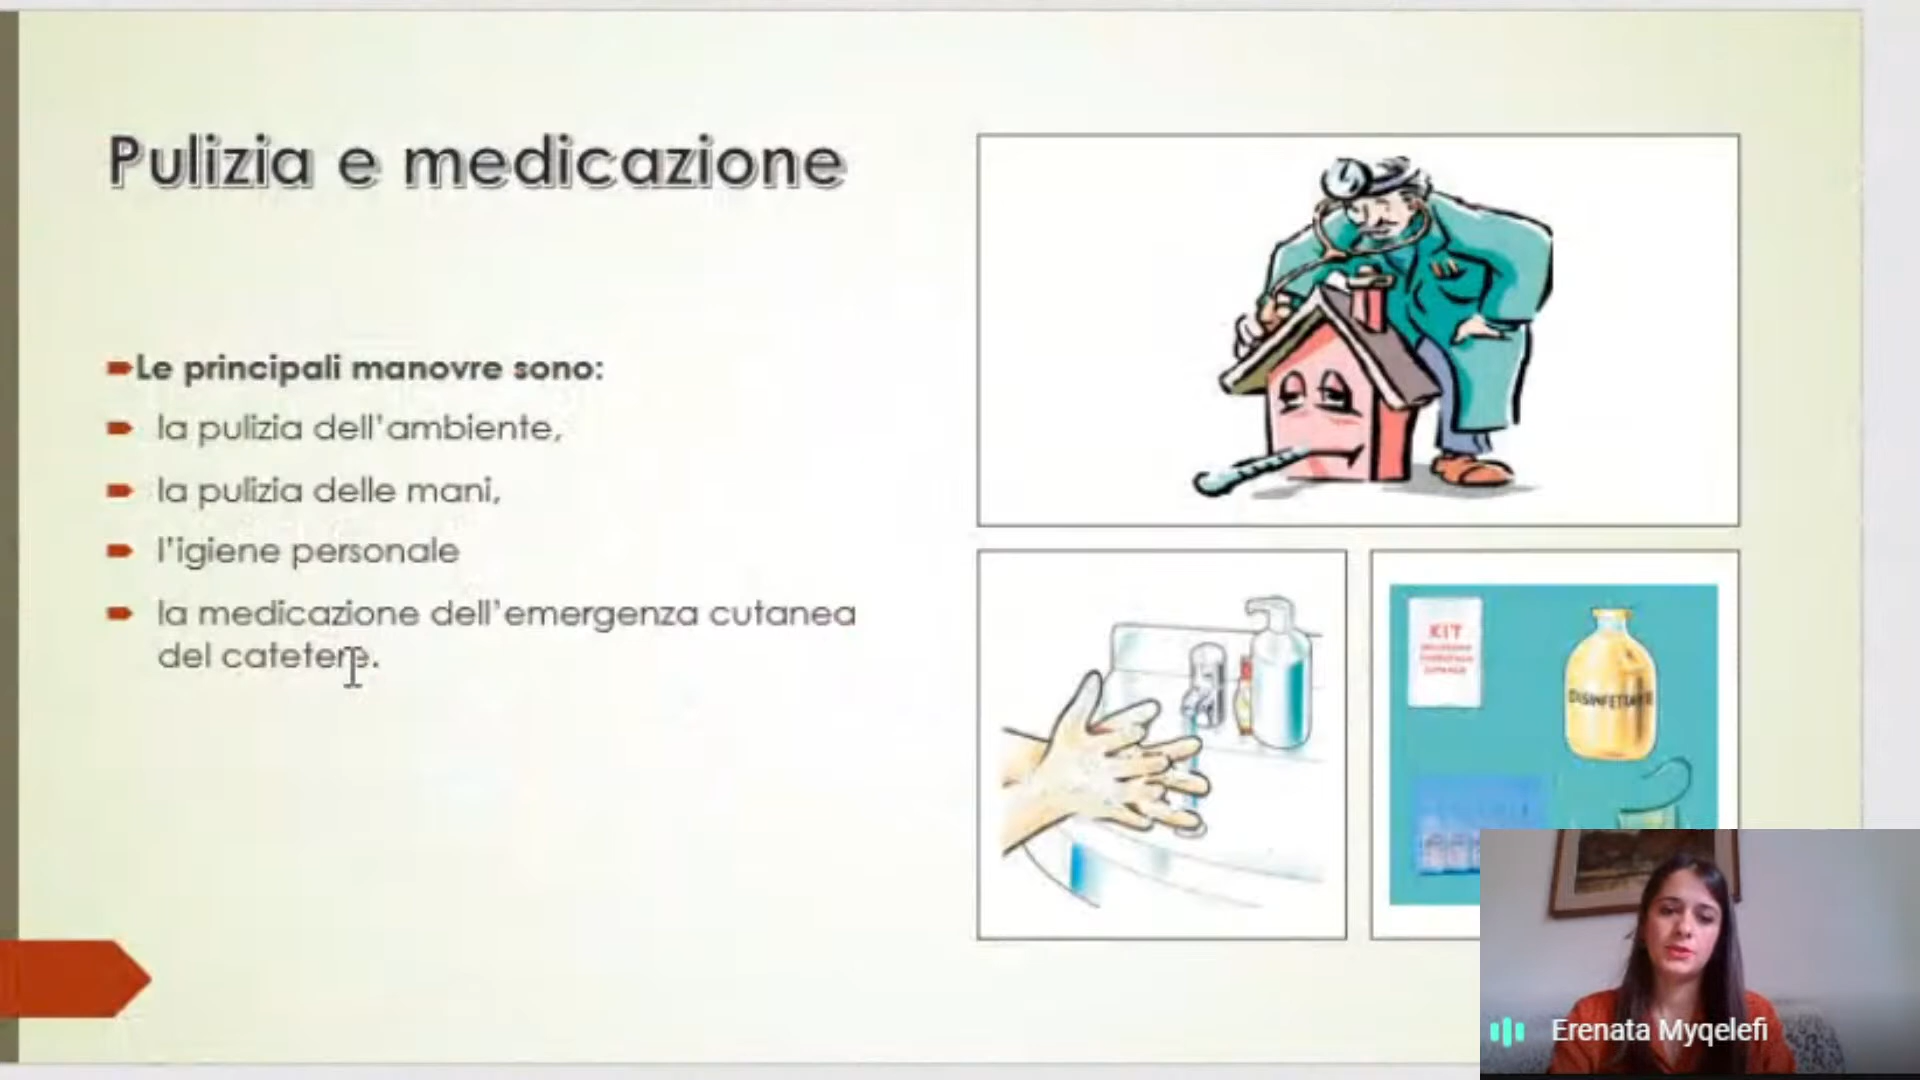 Pulizia e medicazione
Le principali manovre sono:
la pulizia dell'ambiente,
la pulizia delle mani,
l'igiene personale
la medicazione dell'emergenza cutanea
del catetere.
KIT
DISINFETTANTE
Erenata Myqelefi